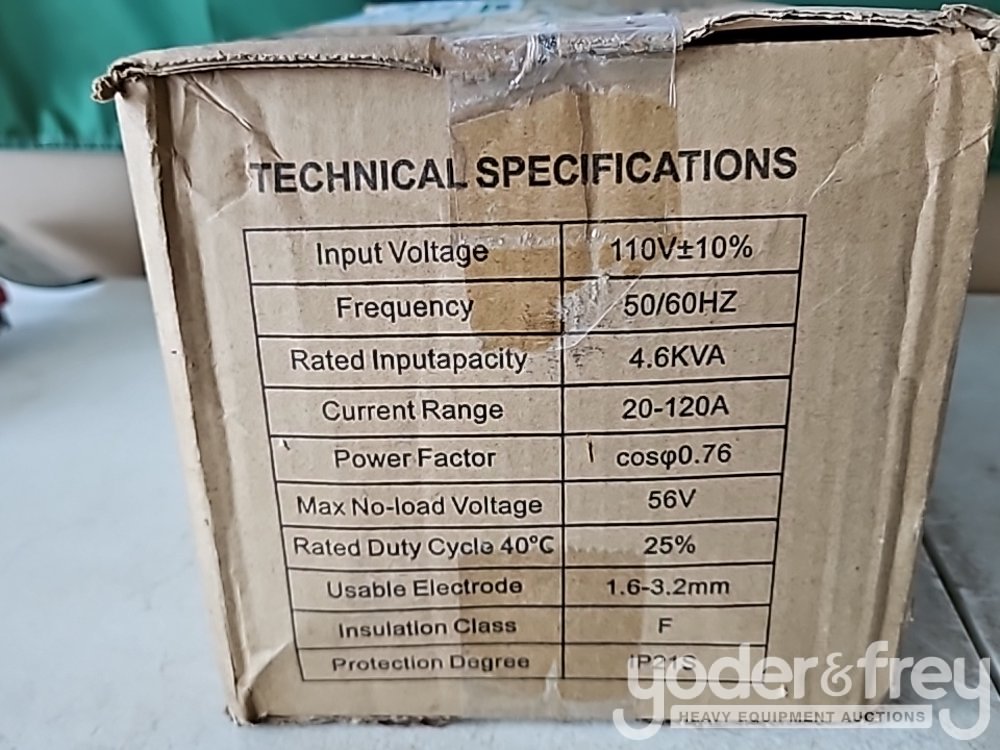 TECHNICAL SPECIFICATIONS
Input Voltage 110V±10%
Frequency 50/60HZ
Rated Inputapacity 4.6KVA
Current Range 20-120A
Power Factor cosφ0.76
Max No-load Voltage 56V
Rated Duty Cycle 40°C 25%
Usable Electrode 1.6-3.2mm
Insulation Class F
Protection Degree IP21S
yoder&frey
HEAVY EQUIPMENT AUCTIONS